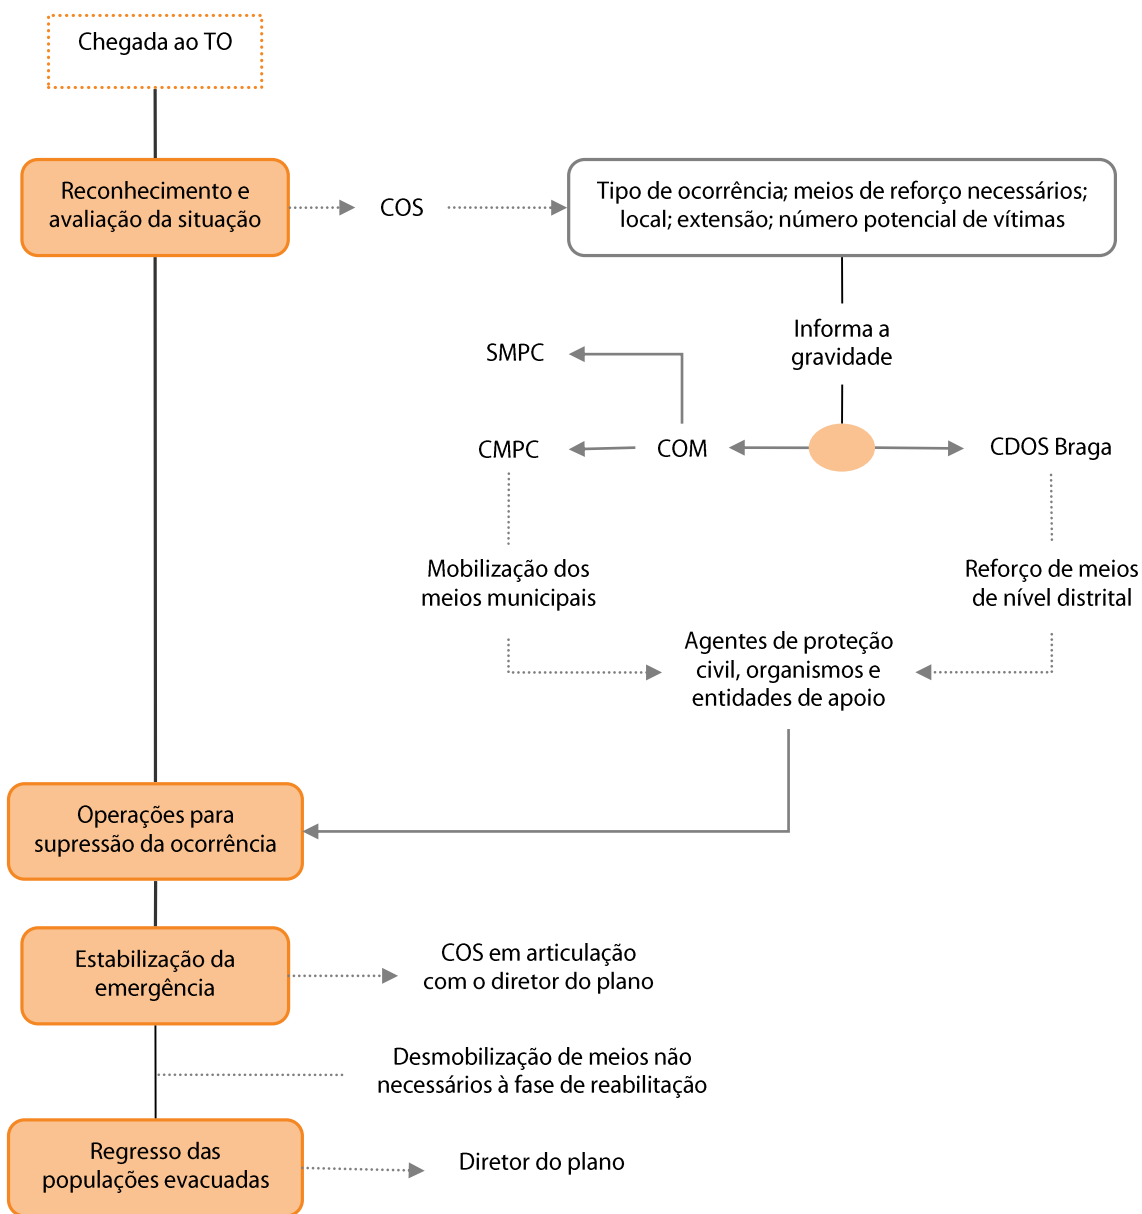 Chegada ao TO
Reconhecimento e
avaliação da situação
COS
Tipo de ocorrência; meios de reforço necessários;
local; extensão; número potencial de vítimas
Informa a
gravidade
SMPC
CMPC
COM
CDOS Braga
Mobilização dos
meios municipais
Reforço de meios
de nível distrital
Agentes de proteção
civil, organismos e
entidades de apoio
Operações para
supressão da ocorrência
Estabilização da
emergência
COS em articulação
com o diretor do plano
Desmobilização de meios não
necessários à fase de reabilitação
Regresso das
populações evacuadas
Diretor do plano